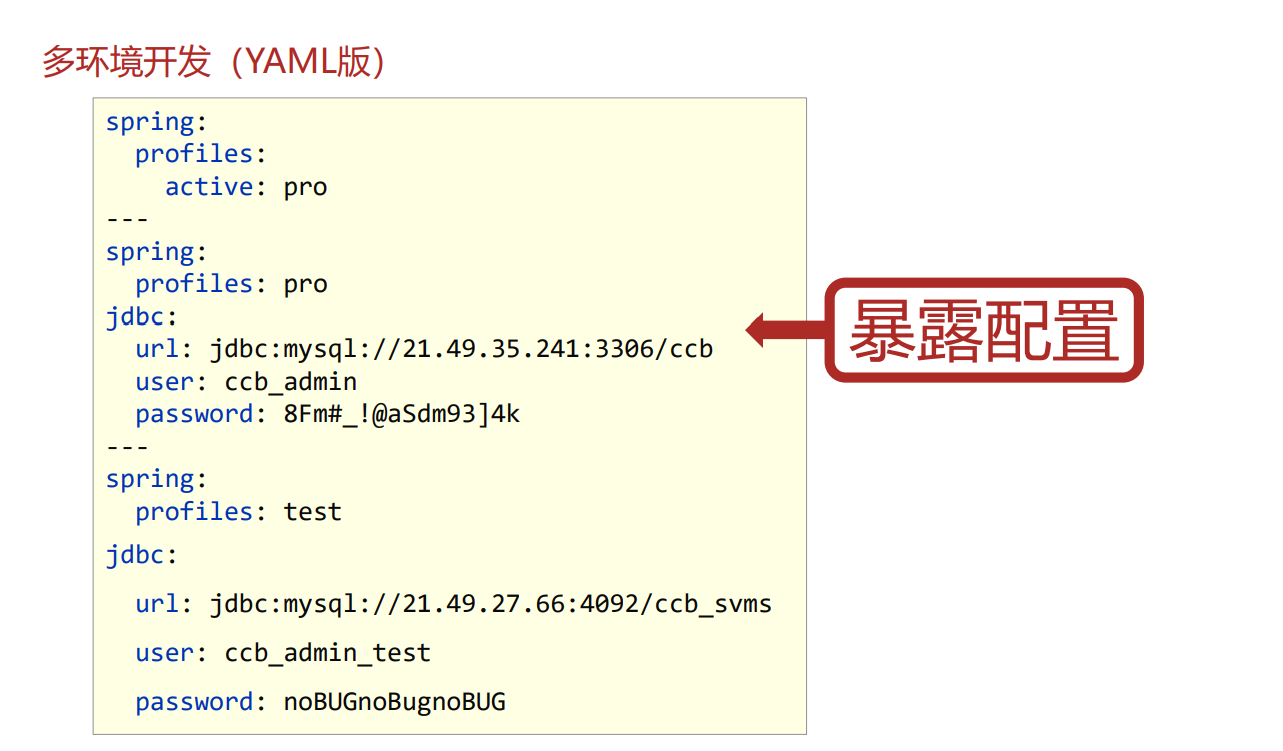 多环境开发（YAML版）
spring:
  profiles:
    active: pro
---
spring:
  profiles: pro
jdbc:
  url: jdbc:mysql://21.49.35.241:3306/ccb
  user: ccb_admin
  password: 8Fm#_!@aSdm93]4k
---
spring:
  profiles: test
jdbc:
  url: jdbc:mysql://21.49.27.66:4092/ccb_svms
  user: ccb_admin_test
  password: noBUGnoBugnoBUG
暴露配置